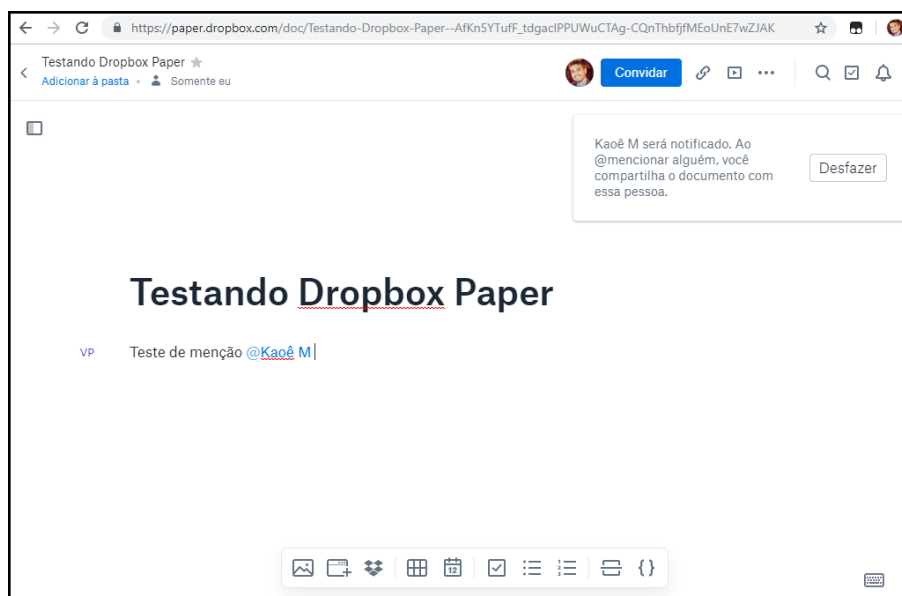 https://paper.dropbox.com/doc/Testando-Dropbox-Paper--AfKn5YTufF_tdgaclPPUWuCTAg-CQnThbfjfMEoUnE7wZJAK
Testando Dropbox Paper
Adicionar à pasta • Somente eu
Convidar
Kaoê M será notificado. Ao
@mencionar alguém, você
compartilha o documento com
essa pessoa.
Desfazer
Testando Dropbox Paper
VP Teste de menção @Kaoê M
12